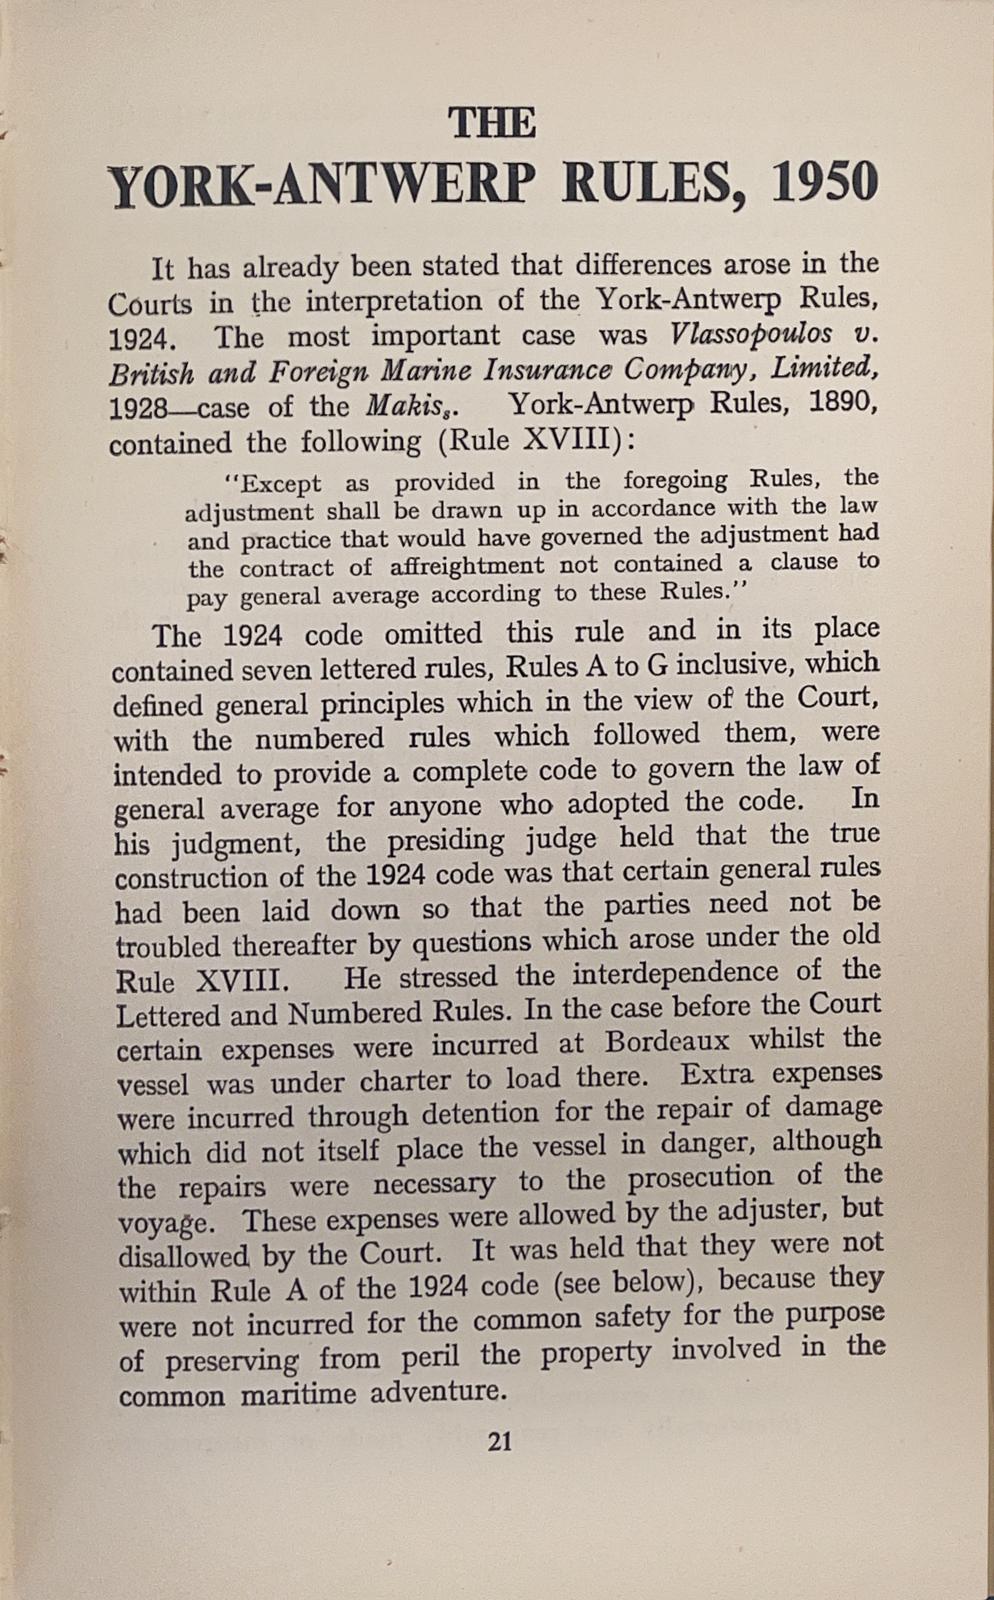 THE
YORK-ANTWERP RULES, 1950
It has already been stated that differences arose in the
Courts in the interpretation of the York-Antwerp Rules,
1924. The most important case was Vlassopoulos v.
British and Foreign Marine Insurance Company, Limited,
1928—case of the Makisₛ. York-Antwerp Rules, 1890,
contained the following (Rule XVIII):
“Except as provided in the foregoing Rules, the
adjustment shall be drawn up in accordance with the law
and practice that would have governed the adjustment had
the contract of affreightment not contained a clause to
pay general average according to these Rules.”
The 1924 code omitted this rule and in its place
contained seven lettered rules, Rules A to G inclusive, which
defined general principles which in the view of the Court,
with the numbered rules which followed them, were
intended to provide a complete code to govern the law of
general average for anyone who adopted the code. In
his judgment, the presiding judge held that the true
construction of the 1924 code was that certain general rules
had been laid down so that the parties need not be
troubled thereafter by questions which arose under the old
Rule XVIII. He stressed the interdependence of the
Lettered and Numbered Rules. In the case before the Court
certain expenses were incurred at Bordeaux whilst the
vessel was under charter to load there. Extra expenses
were incurred through detention for the repair of damage
which did not itself place the vessel in danger, although
the repairs were necessary to the prosecution of the
voyage. These expenses were allowed by the adjuster, but
disallowed by the Court. It was held that they were not
within Rule A of the 1924 code (see below), because they
were not incurred for the common safety for the purpose
of preserving from peril the property involved in the
common maritime adventure.
21